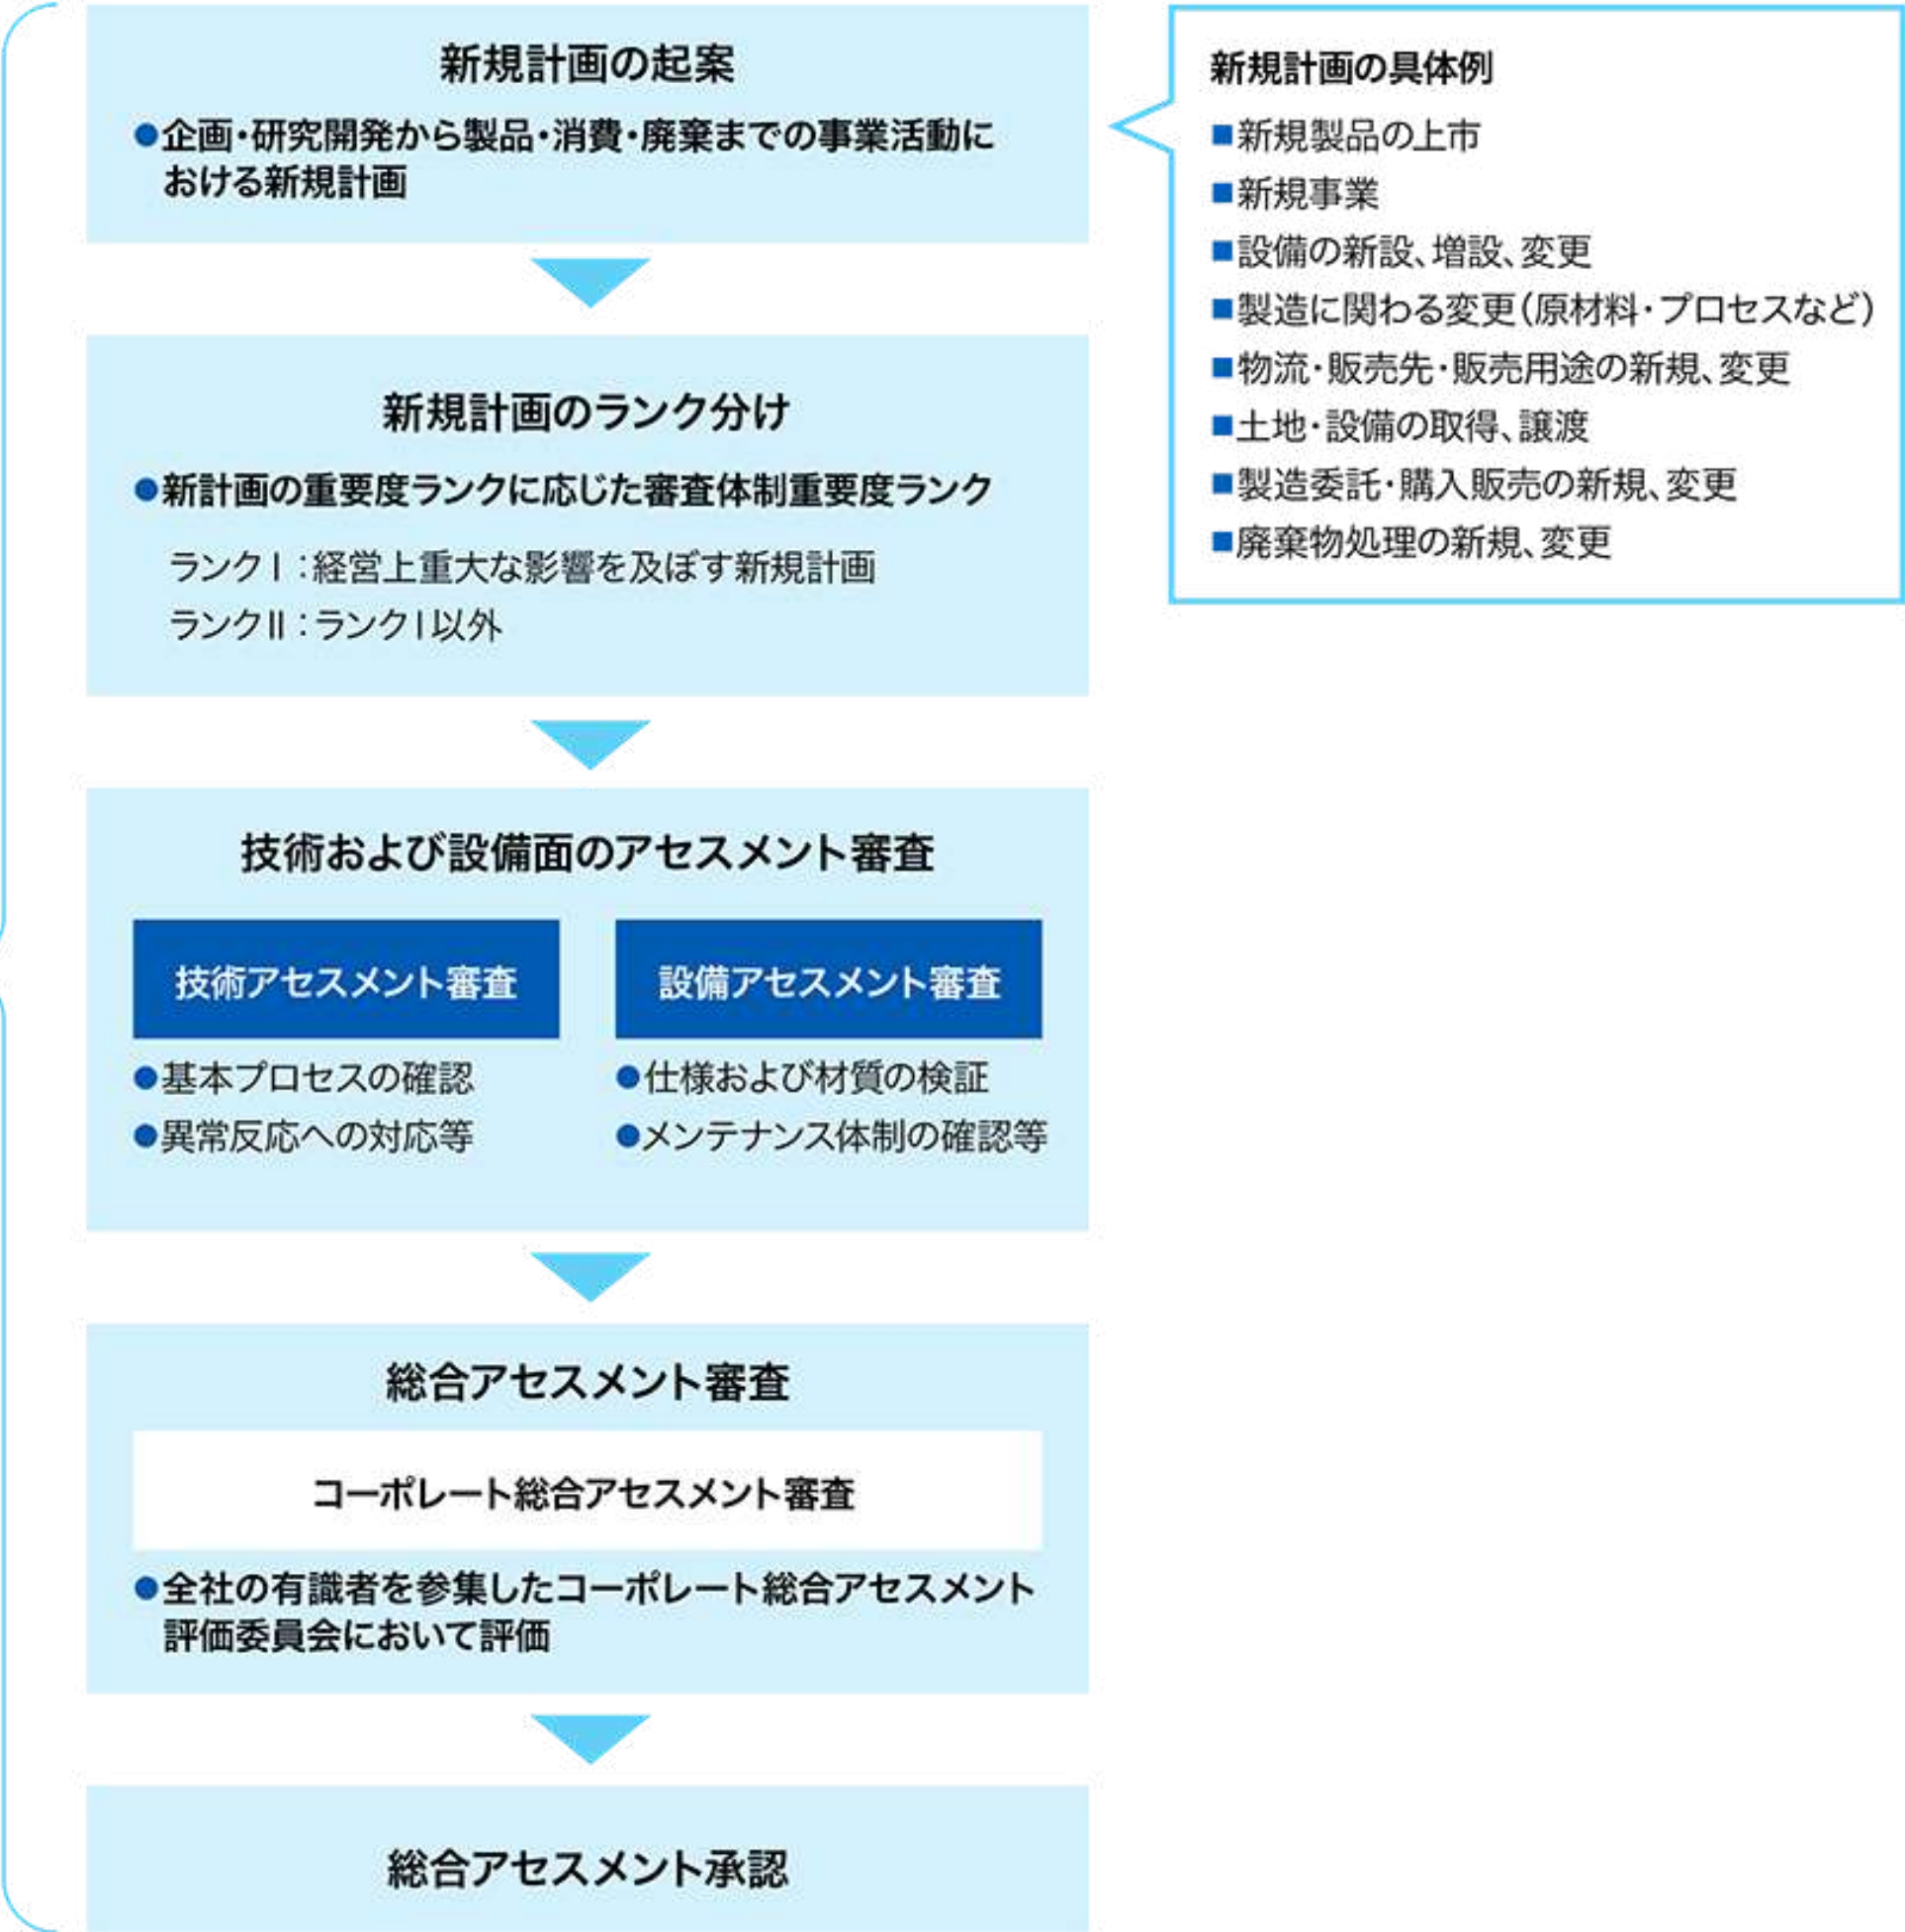 新規計画の起案
●企画・研究開発から製品・消費・廃棄までの事業活動に
おける新規計画
新規計画の具体例
■新規製品の上市
■新規事業
■設備の新設、増設、変更
■製造に関わる変更（原材料・プロセスなど）
■物流・販売先・販売用途の新規、変更
■土地・設備の取得、譲渡
■製造委託・購入販売の新規、変更
■廃棄物処理の新規、変更
新規計画のランク分け
●新計画の重要度ランクに応じた審査体制重要度ランク
ランクⅠ：経営上重大な影響を及ぼす新規計画
ランクⅡ：ランクⅠ以外
技術および設備面のアセスメント審査
技術アセスメント審査
●基本プロセスの確認
●異常反応への対応等
設備アセスメント審査
●仕様および材質の検証
●メンテナンス体制の確認等
総合アセスメント審査
コーポレート総合アセスメント審査
●全社の有識者を参集したコーポレート総合アセスメント
評価委員会において評価
総合アセスメント承認